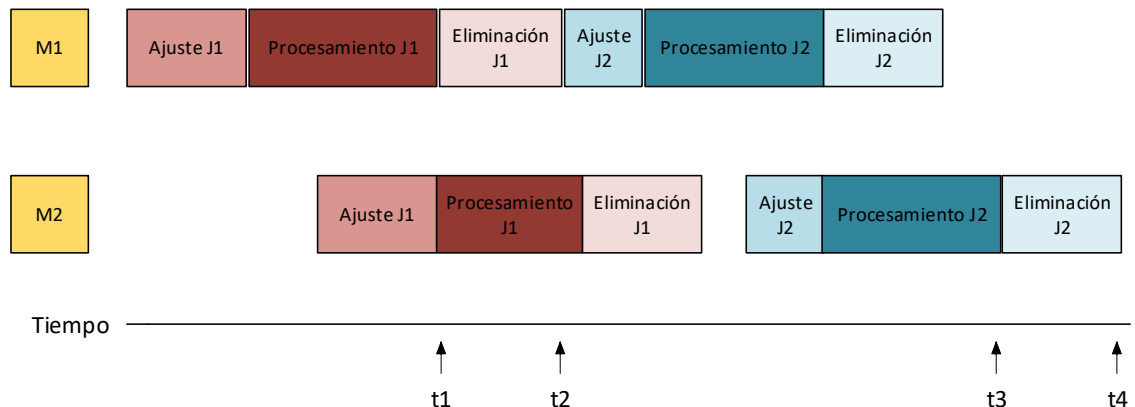 M1
Ajuste J1
Procesamiento J1
Eliminación
J1
Ajuste
J2
Procesamiento J2
Eliminación
J2
M2
Ajuste J1
Procesamiento
J1
Eliminación
J1
Ajuste
J2
Procesamiento J2
Eliminación
J2
Tiempo
t1
t2
t3
t4